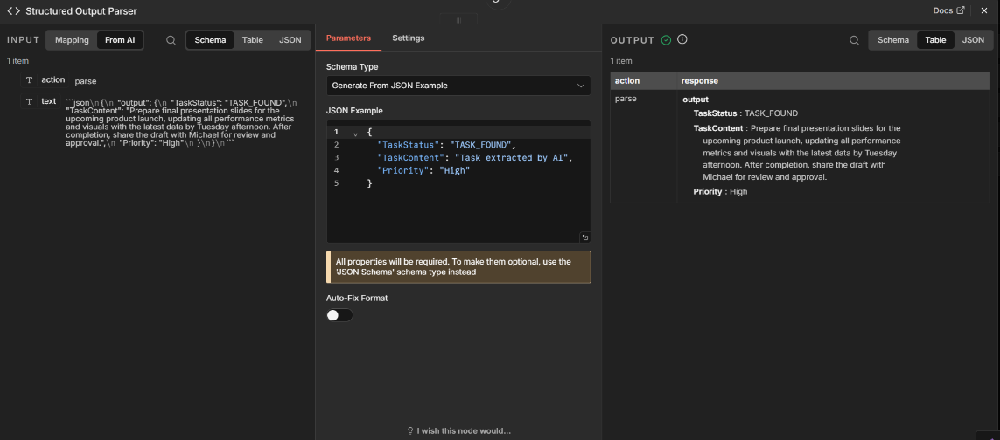 <> Structured Output Parser
Docs
INPUT
Mapping
From AI
Schema
Table
JSON
1 item
T action parse
T text ```json\n{\n "output": {\n "TaskStatus": "TASK_FOUND",\n
"TaskContent": "Prepare final presentation slides for the
upcoming product launch, updating all performance metrics
and visuals with the latest data by Tuesday afternoon. After
completion, share the draft with Michael for review and
approval.",\n "Priority": "High"\n }\n}\n```
Parameters
Settings
Schema Type
Generate From JSON Example
JSON Example
1 {
2 "TaskStatus": "TASK_FOUND",
3 "TaskContent": "Task extracted by AI",
4 "Priority": "High"
5 }
All properties will be required. To make them optional, use the
'JSON Schema' schema type instead
Auto-Fix Format
I wish this node would...
OUTPUT
Schema
Table
JSON
1 item
action response
parse output
TaskStatus : TASK_FOUND
TaskContent : Prepare final presentation slides for the
upcoming product launch, updating all performance
metrics and visuals with the latest data by Tuesday
afternoon. After completion, share the draft with
Michael for review and approval.
Priority : High